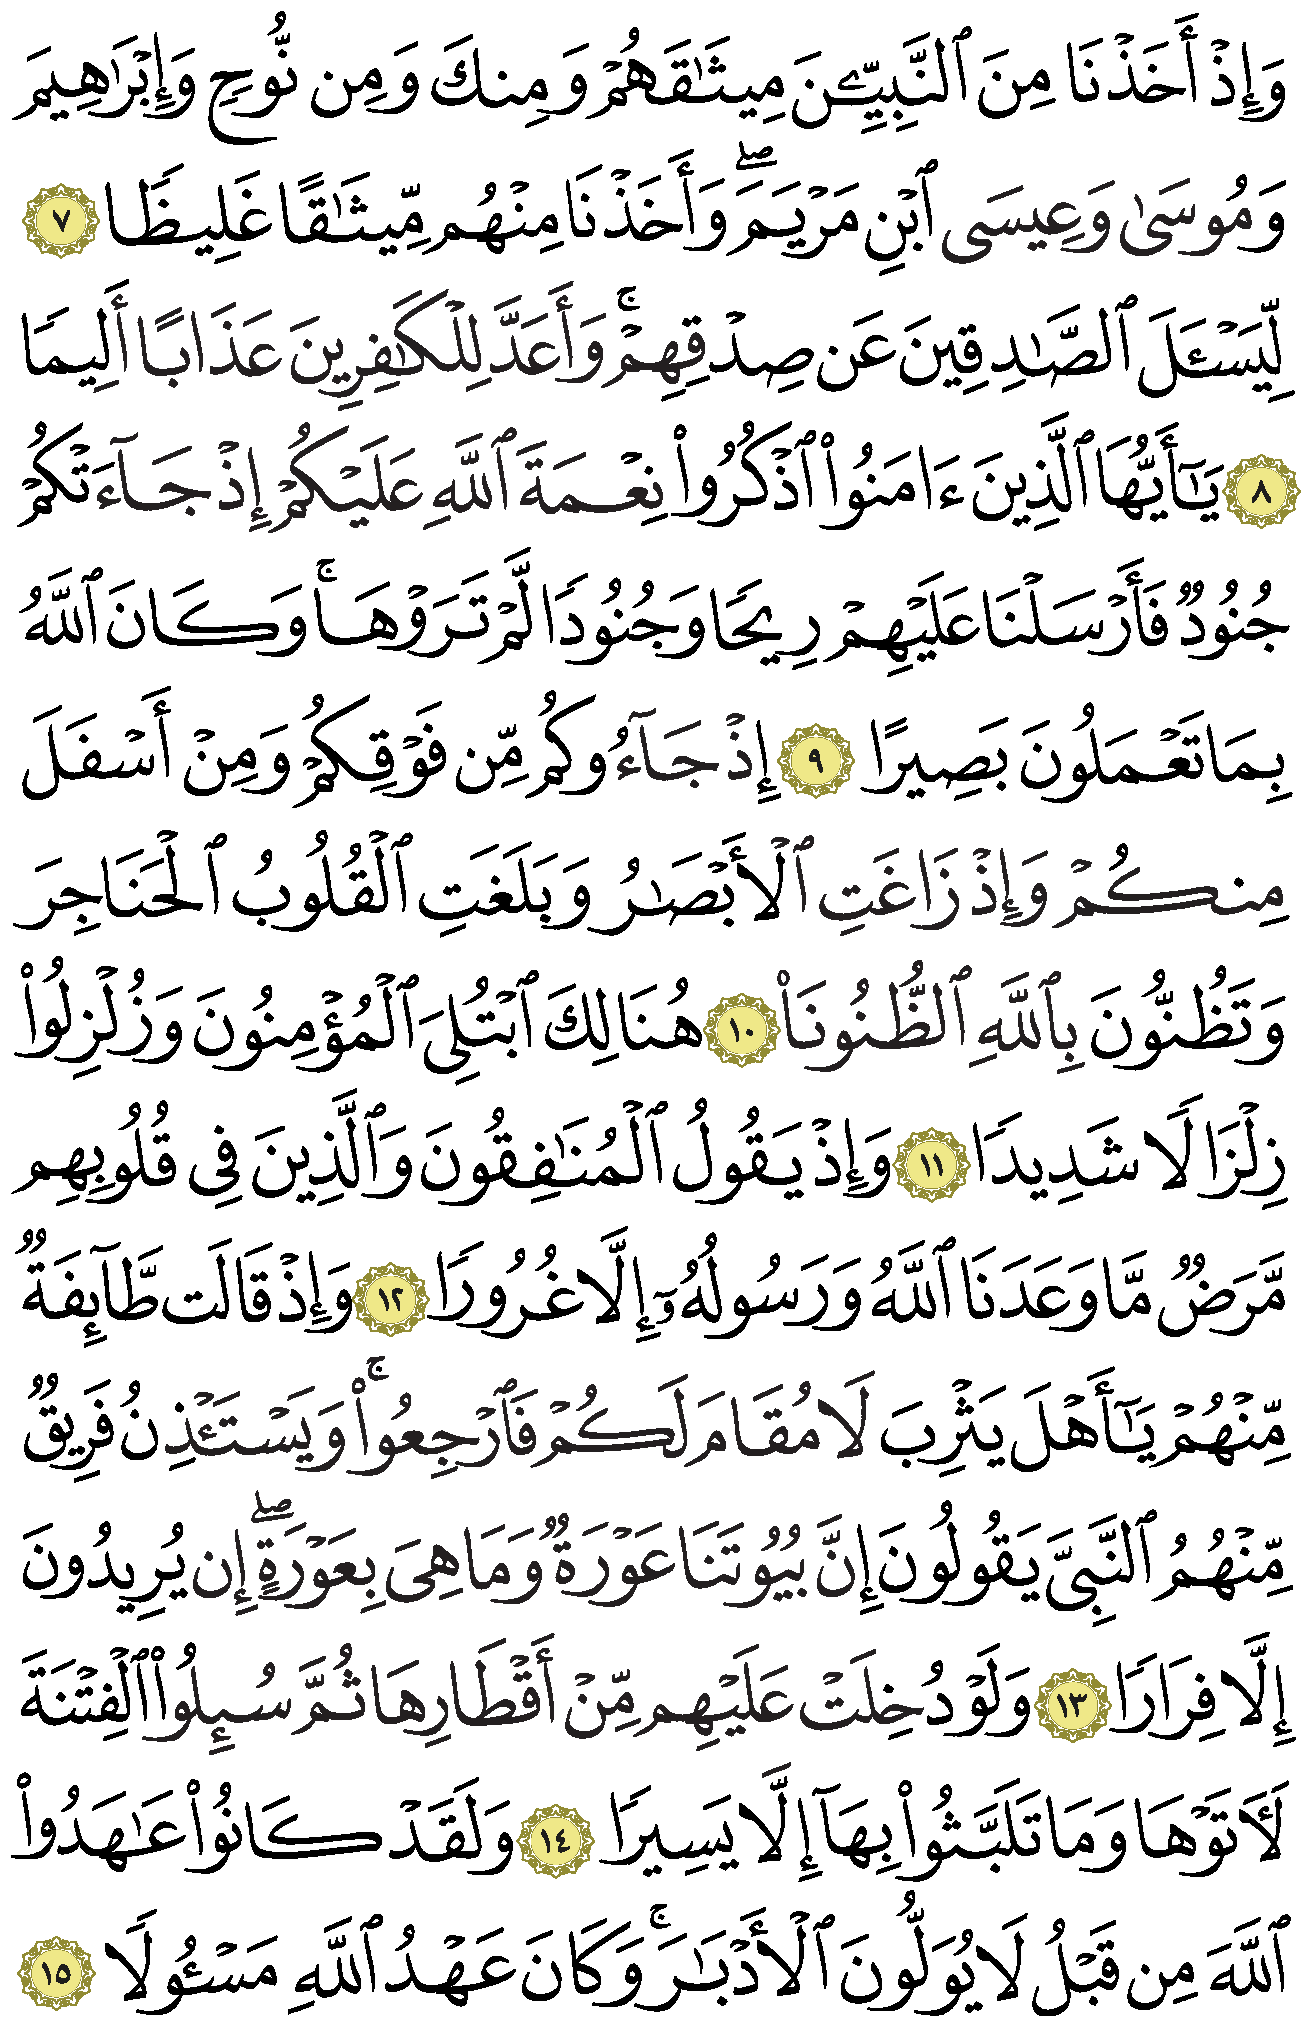 وَإِذْ أَخَذْنَا مِنَ ٱلنَّبِيِّـۧنَ مِيثَٰقَهُمْ وَمِنكَ وَمِن نُّوحٍ وَإِبْرَٰهِيمَ
وَمُوسَىٰ وَعِيسَى ٱبْنِ مَرْيَمَ ۖ وَأَخَذْنَا مِنْهُم مِّيثَٰقًا غَلِيظًا ٧
لِّيَسْـَٔلَ ٱلصَّٰدِقِينَ عَن صِدْقِهِمْ ۚ وَأَعَدَّ لِلْكَٰفِرِينَ عَذَابًا أَلِيمًا
٨ يَٰٓأَيُّهَا ٱلَّذِينَ ءَامَنُوا۟ ٱذْكُرُوا۟ نِعْمَةَ ٱللَّهِ عَلَيْكُمْ إِذْ جَآءَتْكُمْ
جُنُودٌ فَأَرْسَلْنَا عَلَيْهِمْ رِيحًا وَجُنُودًا لَّمْ تَرَوْهَا ۚ وَكَانَ ٱللَّهُ
بِمَا تَعْمَلُونَ بَصِيرًا ٩ إِذْ جَآءُوكُم مِّن فَوْقِكُمْ وَمِنْ أَسْفَلَ
مِنكُمْ وَإِذْ زَاغَتِ ٱلْأَبْصَٰرُ وَبَلَغَتِ ٱلْقُلُوبُ ٱلْحَنَاجِرَ
وَتَظُنُّونَ بِٱللَّهِ ٱلظُّنُونَا۠ ١٠ هُنَالِكَ ٱبْتُلِىَ ٱلْمُؤْمِنُونَ وَزُلْزِلُوا۟
زِلْزَالًا شَدِيدًا ١١ وَإِذْ يَقُولُ ٱلْمُنَٰفِقُونَ وَٱلَّذِينَ فِى قُلُوبِهِم
مَّرَضٌ مَّا وَعَدَنَا ٱللَّهُ وَرَسُولُهُۥٓ إِلَّا غُرُورًا ١٢ وَإِذْ قَالَت طَّآئِفَةٌ
مِّنْهُمْ يَٰٓأَهْلَ يَثْرِبَ لَا مُقَامَ لَكُمْ فَٱرْجِعُوا۟ ۚ وَيَسْتَـْٔذِنُ فَرِيقٌ
مِّنْهُمُ ٱلنَّبِىَّ يَقُولُونَ إِنَّ بُيُوتَنَا عَوْرَةٌ وَمَا هِىَ بِعَوْرَةٍ ۖ إِن يُرِيدُونَ
إِلَّا فِرَارًا ١٣ وَلَوْ دُخِلَتْ عَلَيْهِم مِّنْ أَقْطَارِهَا ثُمَّ سُئِلُوا۟ ٱلْفِتْنَةَ
لَـَٔاتَوْهَا وَمَا تَلَبَّثُوا۟ بِهَآ إِلَّا يَسِيرًا ١٤ وَلَقَدْ كَانُوا۟ عَٰهَدُوا۟
ٱللَّهَ مِن قَبْلُ لَا يُوَلُّونَ ٱلْأَدْبَٰرَ ۚ وَكَانَ عَهْدُ ٱللَّهِ مَسْـُٔولًا ١٥